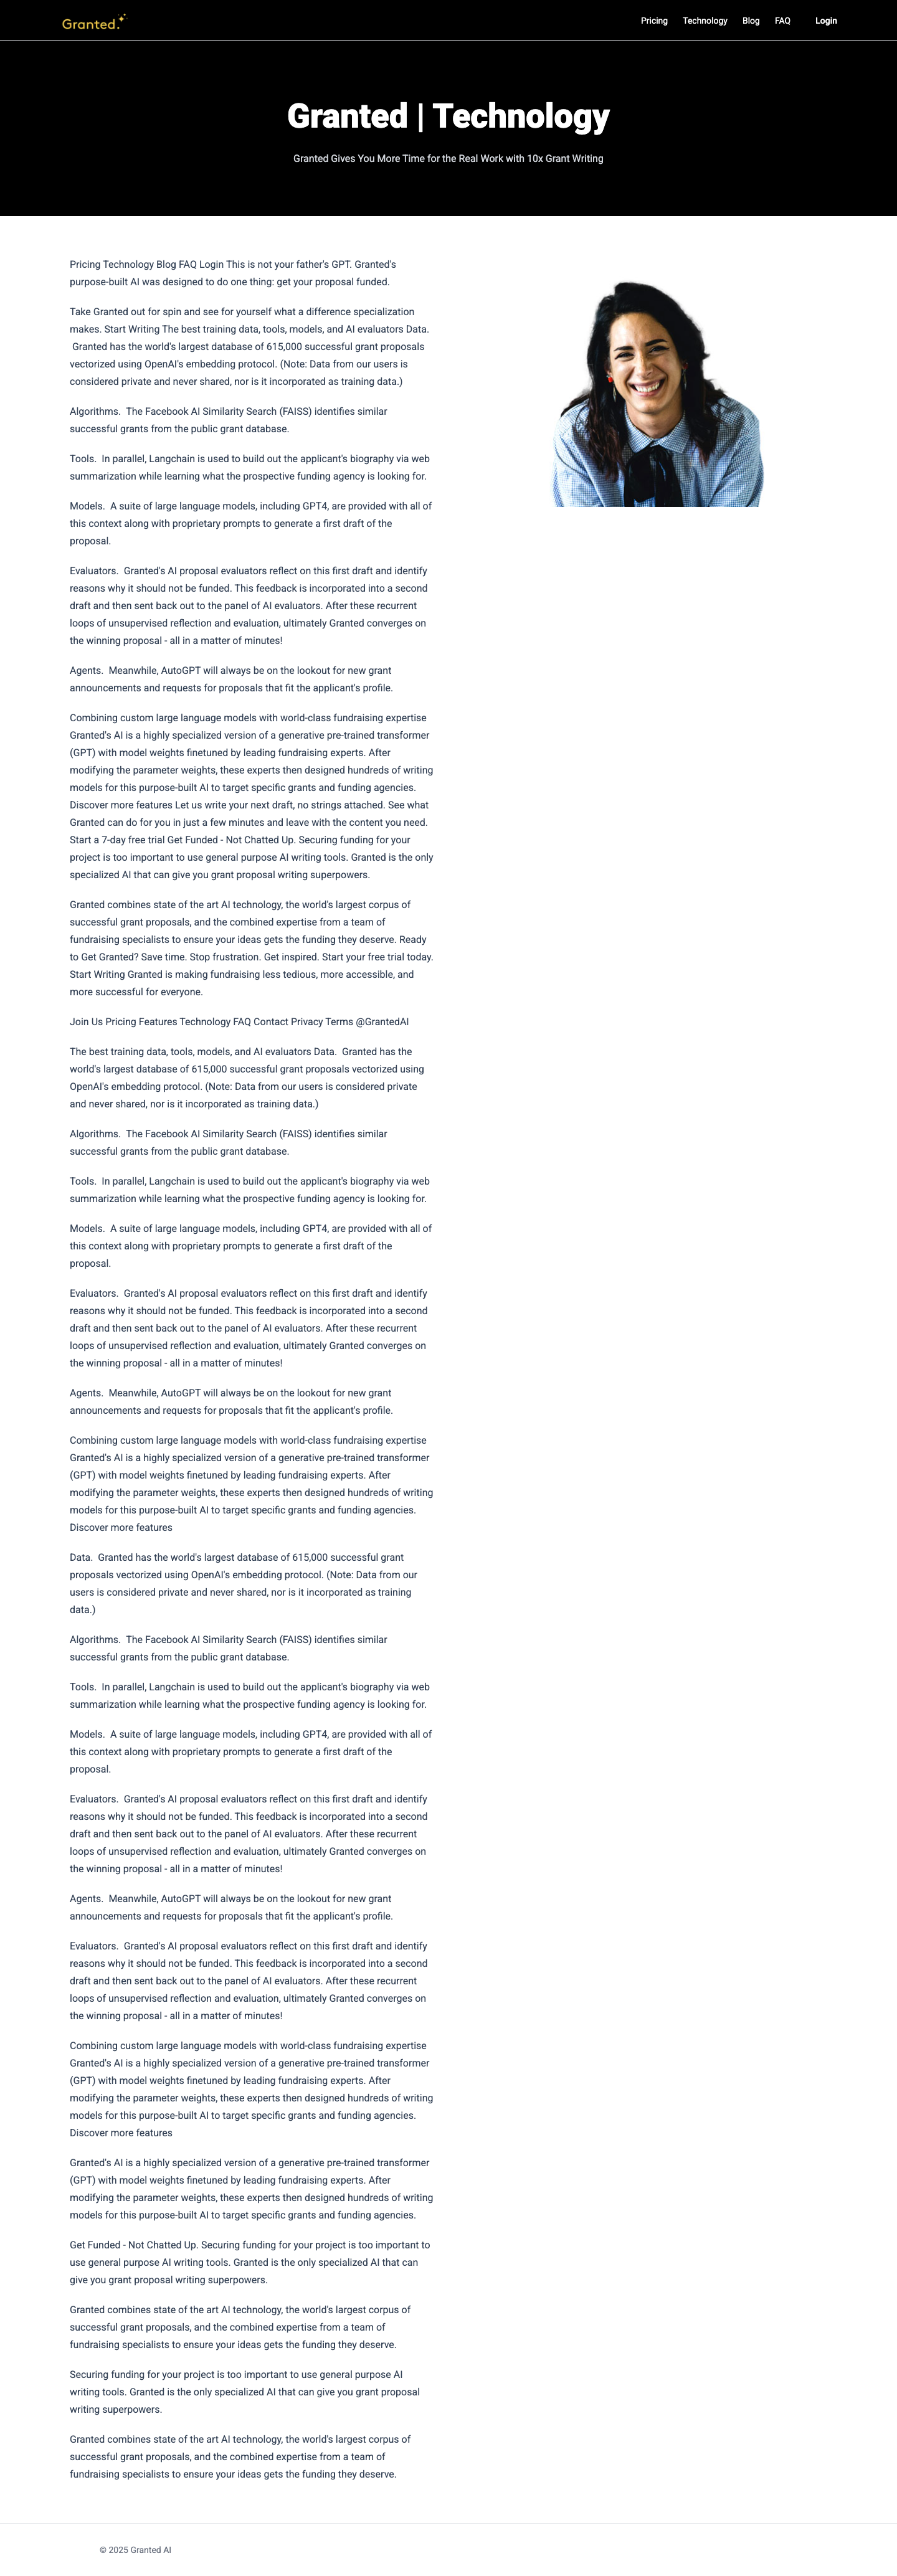 Granted.
Pricing Technology Blog FAQ Login
Granted | Technology
Granted Gives You More Time for the Real Work with 10x Grant Writing
Pricing Technology Blog FAQ Login This is not your father's GPT. Granted's
purpose-built AI was designed to do one thing: get your proposal funded.
Take Granted out for spin and see for yourself what a difference specialization
makes. Start Writing The best training data, tools, models, and AI evaluators Data.
Granted has the world's largest database of 615,000 successful grant proposals
vectorized using OpenAI's embedding protocol. (Note: Data from our users is
considered private and never shared, nor is it incorporated as training data.)
Algorithms. The Facebook AI Similarity Search (FAISS) identifies similar
successful grants from the public grant database.
Tools. In parallel, Langchain is used to build out the applicant's biography via web
summarization while learning what the prospective funding agency is looking for.
Models. A suite of large language models, including GPT4, are provided with all of
this context along with proprietary prompts to generate a first draft of the
proposal.
Evaluators. Granted's AI proposal evaluators reflect on this first draft and identify
reasons why it should not be funded. This feedback is incorporated into a second
draft and then sent back out to the panel of AI evaluators. After these recurrent
loops of unsupervised reflection and evaluation, ultimately Granted converges on
the winning proposal - all in a matter of minutes!
Agents. Meanwhile, AutoGPT will always be on the lookout for new grant
announcements and requests for proposals that fit the applicant's profile.
Combining custom large language models with world-class fundraising expertise
Granted's AI is a highly specialized version of a generative pre-trained transformer
(GPT) with model weights finetuned by leading fundraising experts. After
modifying the parameter weights, these experts then designed hundreds of writing
models for this purpose-built AI to target specific grants and funding agencies.
Discover more features Let us write your next draft, no strings attached. See what
Granted can do for you in just a few minutes and leave with the content you need.
Start a 7-day free trial Get Funded - Not Chatted Up. Securing funding for your
project is too important to use general purpose AI writing tools. Granted is the only
specialized AI that can give you grant proposal writing superpowers.
Granted combines state of the art AI technology, the world's largest corpus of
successful grant proposals, and the combined expertise from a team of
fundraising specialists to ensure your ideas gets the funding they deserve. Ready
to Get Granted? Save time. Stop frustration. Get inspired. Start your free trial today.
Start Writing Granted is making fundraising less tedious, more accessible, and
more successful for everyone.
Join Us Pricing Features Technology FAQ Contact Privacy Terms @GrantedAI
The best training data, tools, models, and AI evaluators Data. Granted has the
world's largest database of 615,000 successful grant proposals vectorized using
OpenAI's embedding protocol. (Note: Data from our users is considered private
and never shared, nor is it incorporated as training data.)
Algorithms. The Facebook AI Similarity Search (FAISS) identifies similar
successful grants from the public grant database.
Tools. In parallel, Langchain is used to build out the applicant's biography via web
summarization while learning what the prospective funding agency is looking for.
Models. A suite of large language models, including GPT4, are provided with all of
this context along with proprietary prompts to generate a first draft of the
proposal.
Evaluators. Granted's AI proposal evaluators reflect on this first draft and identify
reasons why it should not be funded. This feedback is incorporated into a second
draft and then sent back out to the panel of AI evaluators. After these recurrent
loops of unsupervised reflection and evaluation, ultimately Granted converges on
the winning proposal - all in a matter of minutes!
Agents. Meanwhile, AutoGPT will always be on the lookout for new grant
announcements and requests for proposals that fit the applicant's profile.
Combining custom large language models with world-class fundraising expertise
Granted's AI is a highly specialized version of a generative pre-trained transformer
(GPT) with model weights finetuned by leading fundraising experts. After
modifying the parameter weights, these experts then designed hundreds of writing
models for this purpose-built AI to target specific grants and funding agencies.
Discover more features
Data. Granted has the world's largest database of 615,000 successful grant
proposals vectorized using OpenAI's embedding protocol. (Note: Data from our
users is considered private and never shared, nor is it incorporated as training
data.)
Algorithms. The Facebook AI Similarity Search (FAISS) identifies similar
successful grants from the public grant database.
Tools. In parallel, Langchain is used to build out the applicant's biography via web
summarization while learning what the prospective funding agency is looking for.
Models. A suite of large language models, including GPT4, are provided with all of
this context along with proprietary prompts to generate a first draft of the
proposal.
Evaluators. Granted's AI proposal evaluators reflect on this first draft and identify
reasons why it should not be funded. This feedback is incorporated into a second
draft and then sent back out to the panel of AI evaluators. After these recurrent
loops of unsupervised reflection and evaluation, ultimately Granted converges on
the winning proposal - all in a matter of minutes!
Agents. Meanwhile, AutoGPT will always be on the lookout for new grant
announcements and requests for proposals that fit the applicant's profile.
Evaluators. Granted's AI proposal evaluators reflect on this first draft and identify
reasons why it should not be funded. This feedback is incorporated into a second
draft and then sent back out to the panel of AI evaluators. After these recurrent
loops of unsupervised reflection and evaluation, ultimately Granted converges on
the winning proposal - all in a matter of minutes!
Combining custom large language models with world-class fundraising expertise
Granted's AI is a highly specialized version of a generative pre-trained transformer
(GPT) with model weights finetuned by leading fundraising experts. After
modifying the parameter weights, these experts then designed hundreds of writing
models for this purpose-built AI to target specific grants and funding agencies.
Discover more features
Granted's AI is a highly specialized version of a generative pre-trained transformer
(GPT) with model weights finetuned by leading fundraising experts. After
modifying the parameter weights, these experts then designed hundreds of writing
models for this purpose-built AI to target specific grants and funding agencies.
Get Funded - Not Chatted Up. Securing funding for your project is too important to
use general purpose AI writing tools. Granted is the only specialized AI that can
give you grant proposal writing superpowers.
Granted combines state of the art AI technology, the world's largest corpus of
successful grant proposals, and the combined expertise from a team of
fundraising specialists to ensure your ideas gets the funding they deserve.
Securing funding for your project is too important to use general purpose AI
writing tools. Granted is the only specialized AI that can give you grant proposal
writing superpowers.
Granted combines state of the art AI technology, the world's largest corpus of
successful grant proposals, and the combined expertise from a team of
fundraising specialists to ensure your ideas gets the funding they deserve.
© 2025 Granted AI